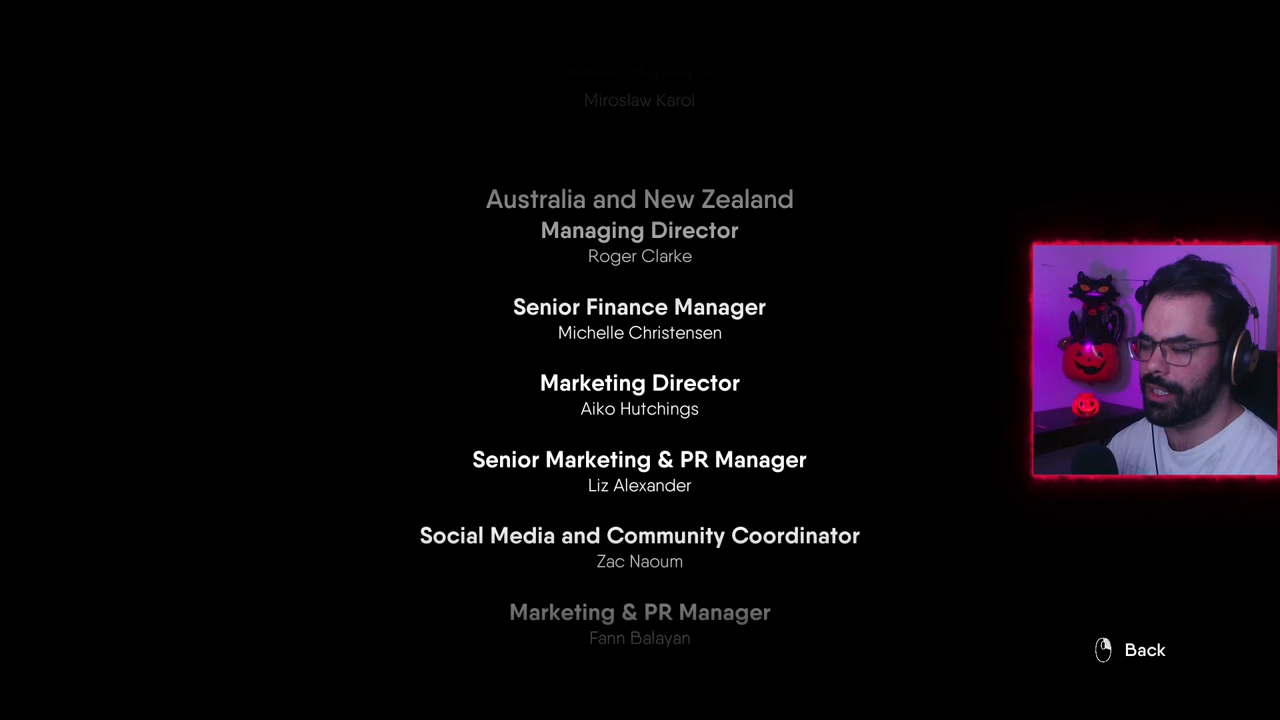 Mirosław Karol
Australia and New Zealand
Managing Director
Roger Clarke
Senior Finance Manager
Michelle Christensen
Marketing Director
Aiko Hutchings
Senior Marketing & PR Manager
Liz Alexander
Social Media and Community Coordinator
Zac Naoum
Marketing & PR Manager
Fann Balayan
Back